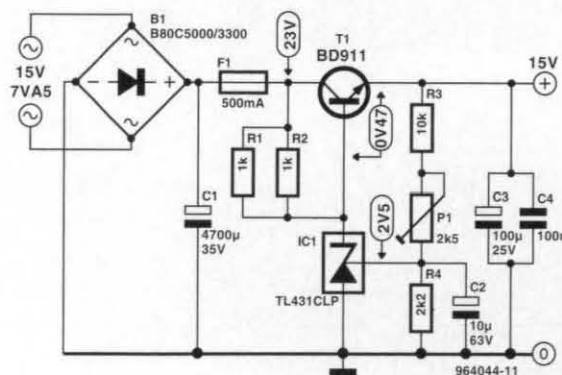 B1
B80C5000/3300
15V
7VA5
~
~
−
+
~
~
F1
500mA
23V
T1
BD911
15V
+
R1
1k
R2
1k
0V47
R3
10k
C1
4700µ
35V
2V5
P1
2k5
C3
100µ
25V
C4
100n
IC1
TL431CLP
R4
2k2
C2
10µ
63V
0
964044-11